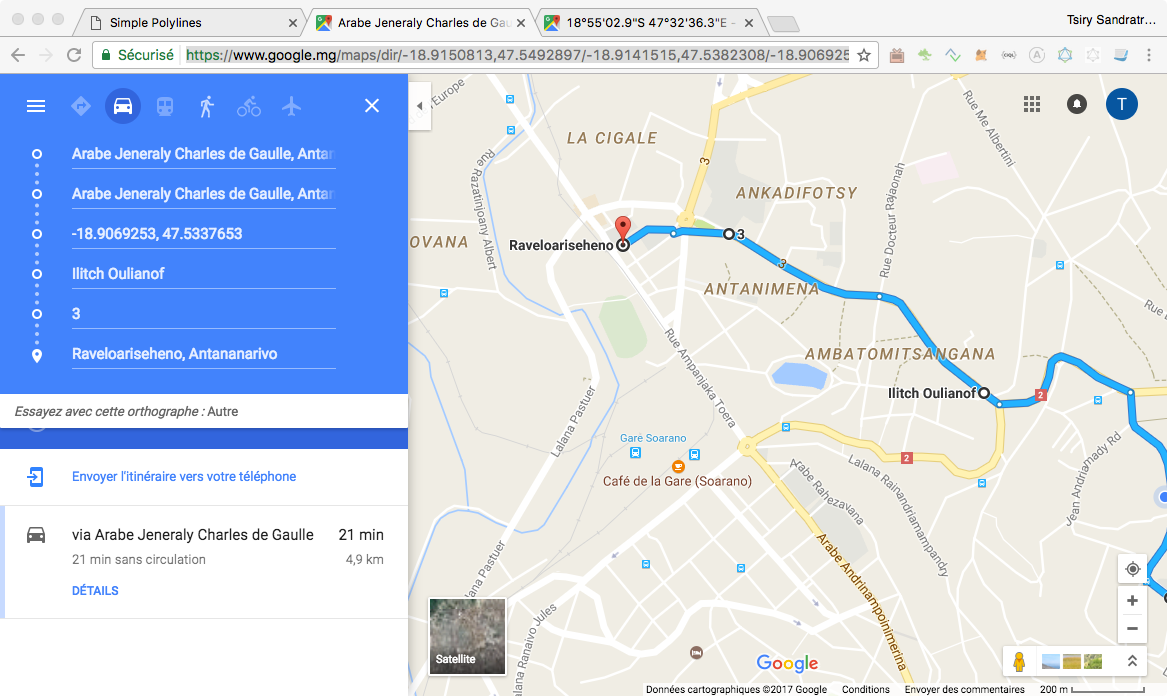 Simple Polylines
Arabe Jeneraly Charles de Gau
18°55'02.9"S 47°32'36.3"E -
Tsiry Sandratr...
Sécurisé
https://www.google.mg/maps/dir/-18.9150813,47.5492897/-18.9141515,47.5382308/-18.906925
Arabe Jeneraly Charles de Gaulle, Antan
Arabe Jeneraly Charles de Gaulle, Antan
-18.9069253, 47.5337653
Ilitch Oulianof
3
Raveloariseheno, Antananarivo
Essayez avec cette orthographe : Autre
Envoyer l'itinéraire vers votre téléphone
via Arabe Jeneraly Charles de Gaulle
21 min
21 min sans circulation
4,9 km
DÉTAILS
Europe
LA CIGALE
Rue Me Albertini
T
Rue Razatinjoany Albert
3
ANKADIFOTSY
Rue Docteur Rajaonah
OVANA
Raveloariseheno
3
3
ANTANIMENA
Rue
Rue Ampanjaka Toera
AMBATOMITSANGANA
Ilitch Oulianof
2
Lalana Pastuer
Gare Soarano
Café de la Gare (Soarano)
2
Arabe Rahezavana
Lalana Rainandriamampandry
Jean Andriamady Rd
Arabe Andrinampoinimerina
Lalana Pastuer
Lalana Ranaivo Jules
Satellite
Google
Données cartographiques ©2017 Google
Conditions
Envoyer des commentaires
200 m